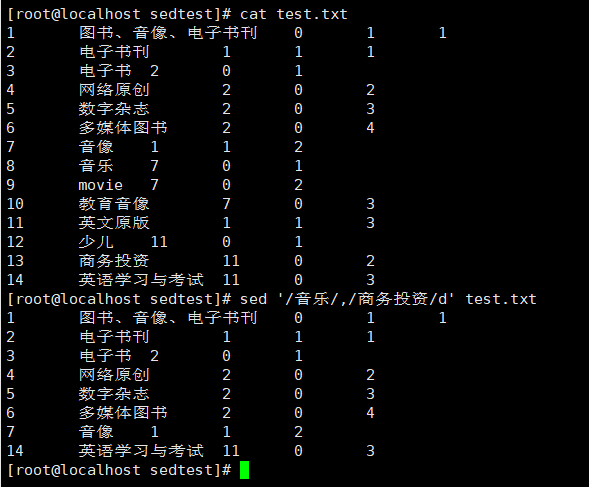 [root@localhost sedtest]# cat test.txt
1 图书、音像、电子书刊 0 1 1
2 电子书刊 1 1 1
3 电子书 2 0 1
4 网络原创 2 0 2
5 数字杂志 2 0 3
6 多媒体图书 2 0 4
7 音像 1 1 2
8 音乐 7 0 1
9 movie 7 0 2
10 教育音像 7 0 3
11 英文原版 1 1 3
12 少儿 11 0 1
13 商务投资 11 0 2
14 英语学习与考试 11 0 3
[root@localhost sedtest]# sed '/音乐/,/商务投资/d' test.txt
1 图书、音像、电子书刊 0 1 1
2 电子书刊 1 1 1
3 电子书 2 0 1
4 网络原创 2 0 2
5 数字杂志 2 0 3
6 多媒体图书 2 0 4
7 音像 1 1 2
14 英语学习与考试 11 0 3
[root@localhost sedtest]#